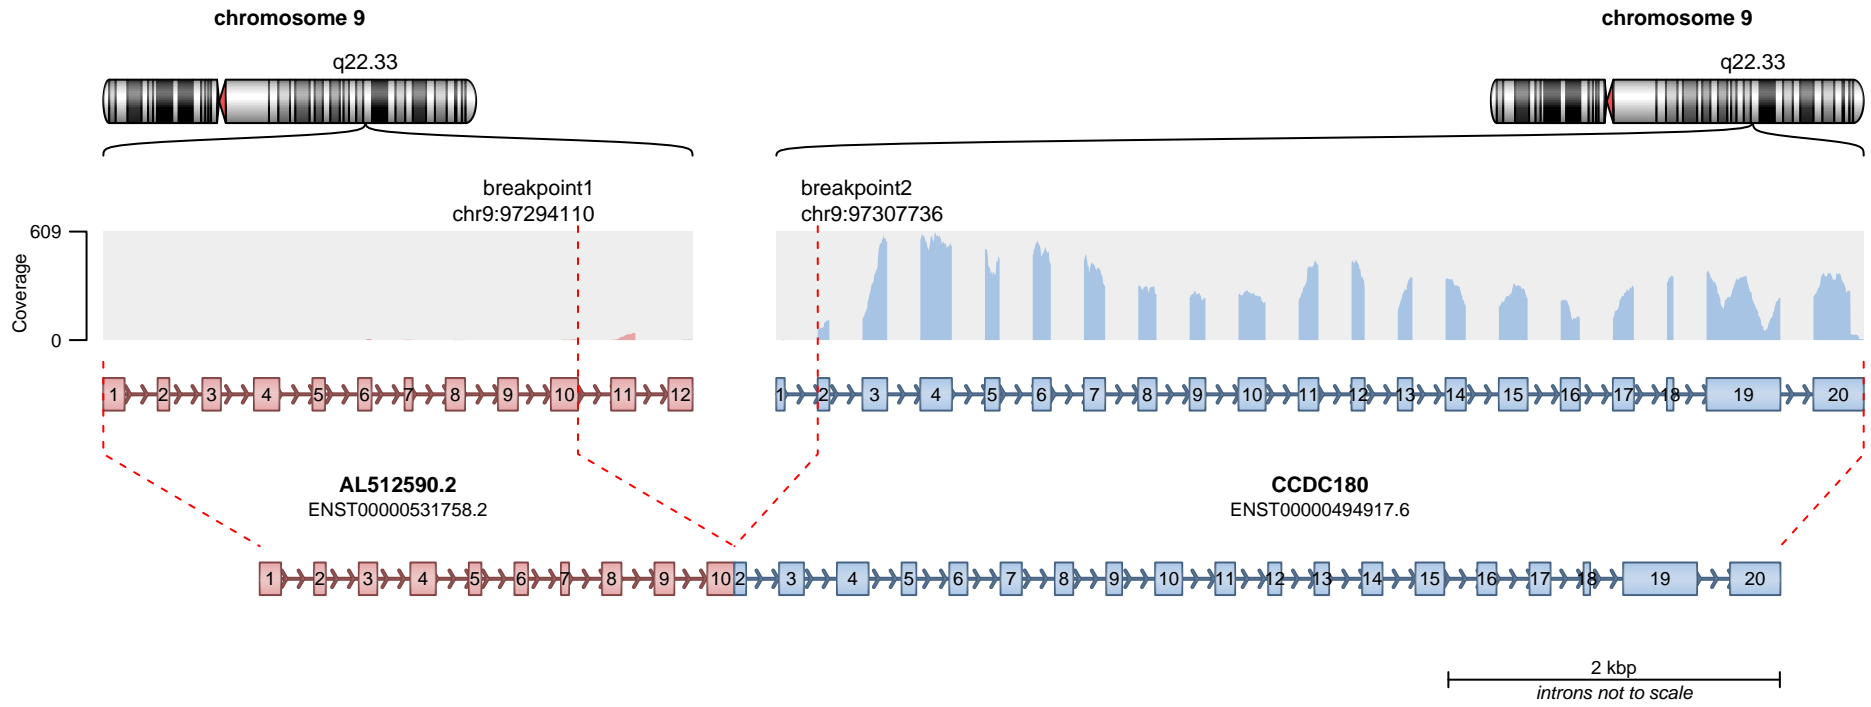 chromosome 9
chromosome 9
q22.33
q22.33
breakpoint1
chr9:97294110
breakpoint2
chr9:97307736
609
0
Coverage
1 2 3 4 5 6 7 8 9 10 11 12
1 2 3 4 5 6 7 8 9 10 11 12 13 14 15 16 17 18 19 20
AL512590.2
ENST00000531758.2
CCDC180
ENST00000494917.6
1 2 3 4 5 6 7 8 9 10 2 3 4 5 6 7 8 9 10 11 12 13 14 15 16 17 18 19 20
2 kbp
introns not to scale